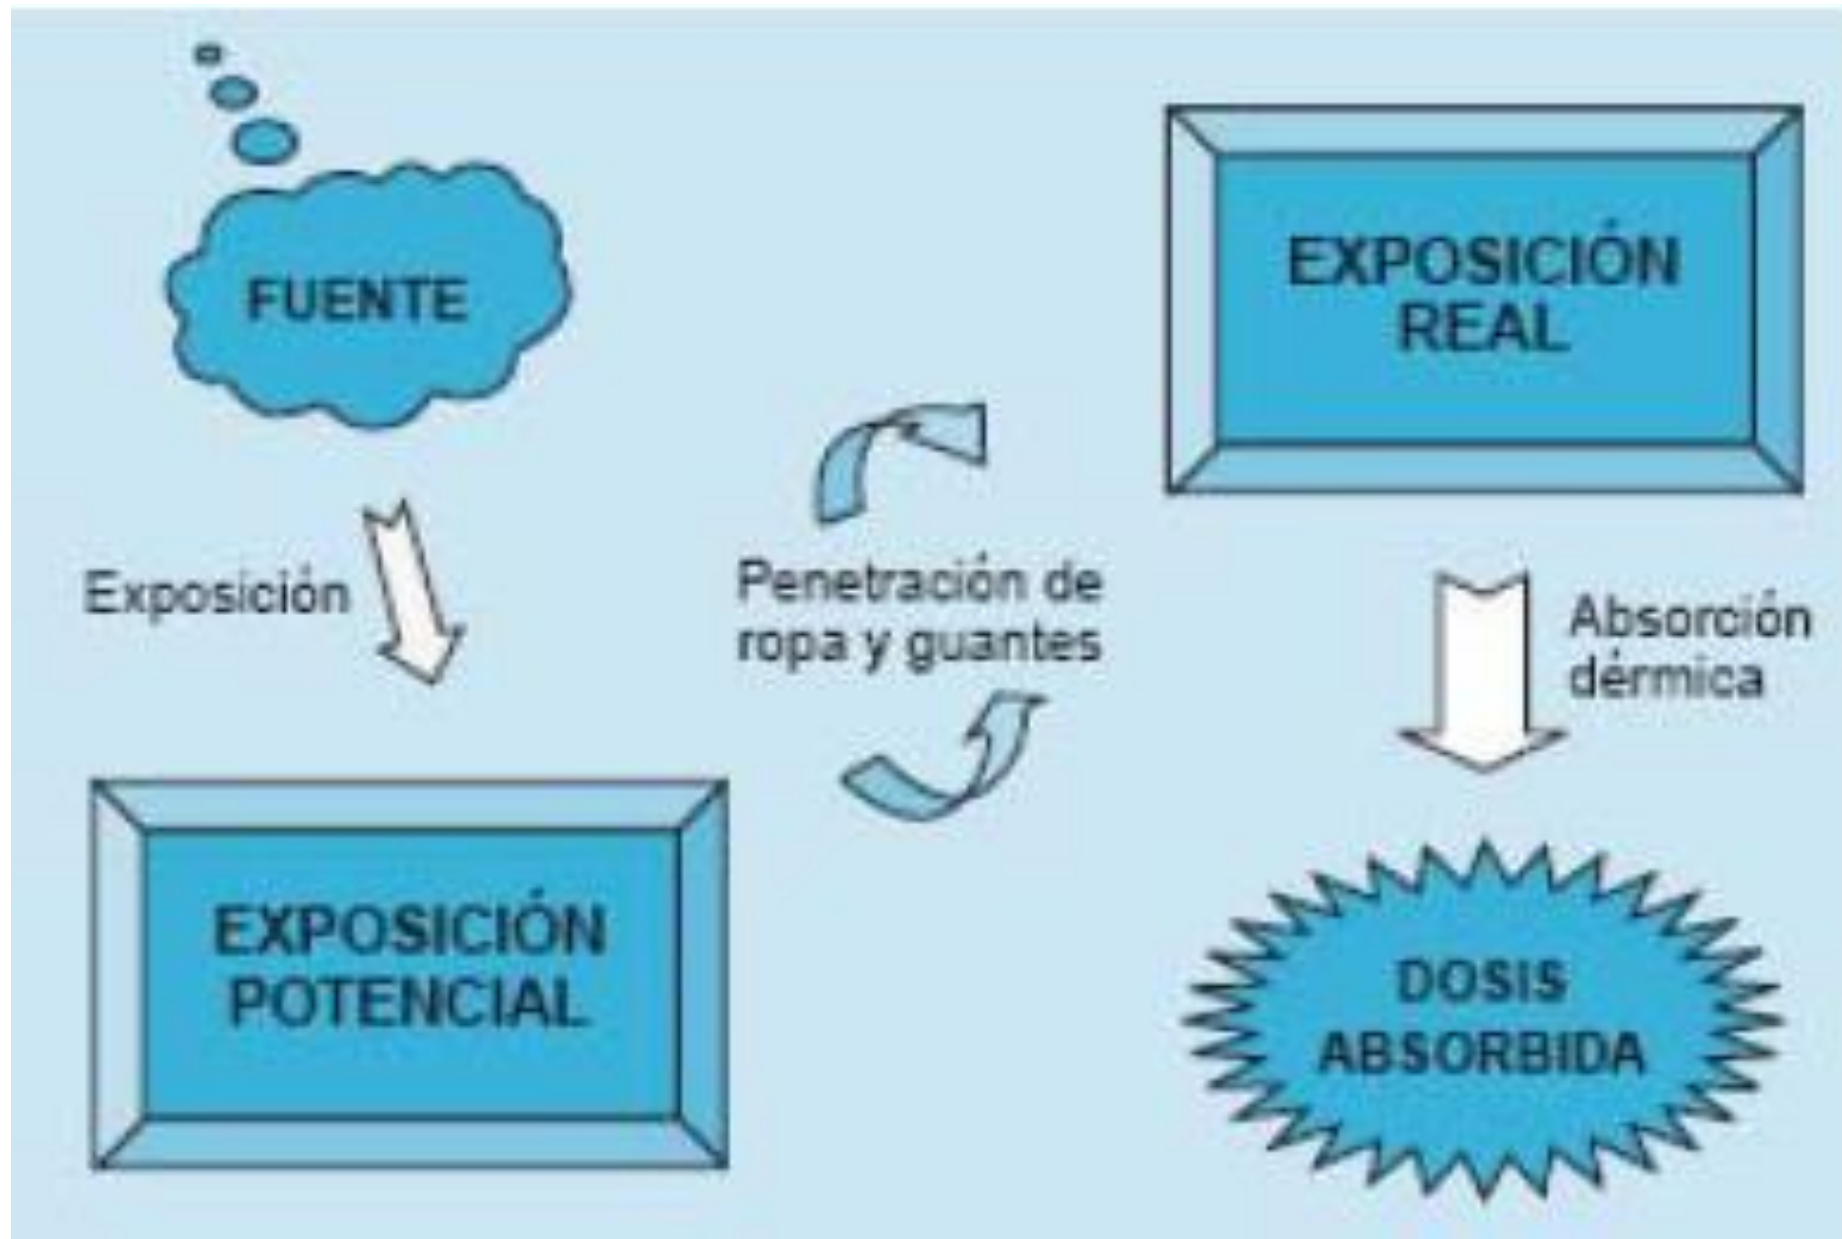 FUENTE
Exposición
EXPOSICIÓN
POTENCIAL
Penetración de
ropa y guantes
EXPOSICIÓN
REAL
Absorción
dérmica
DOSIS
ABSORBIDA